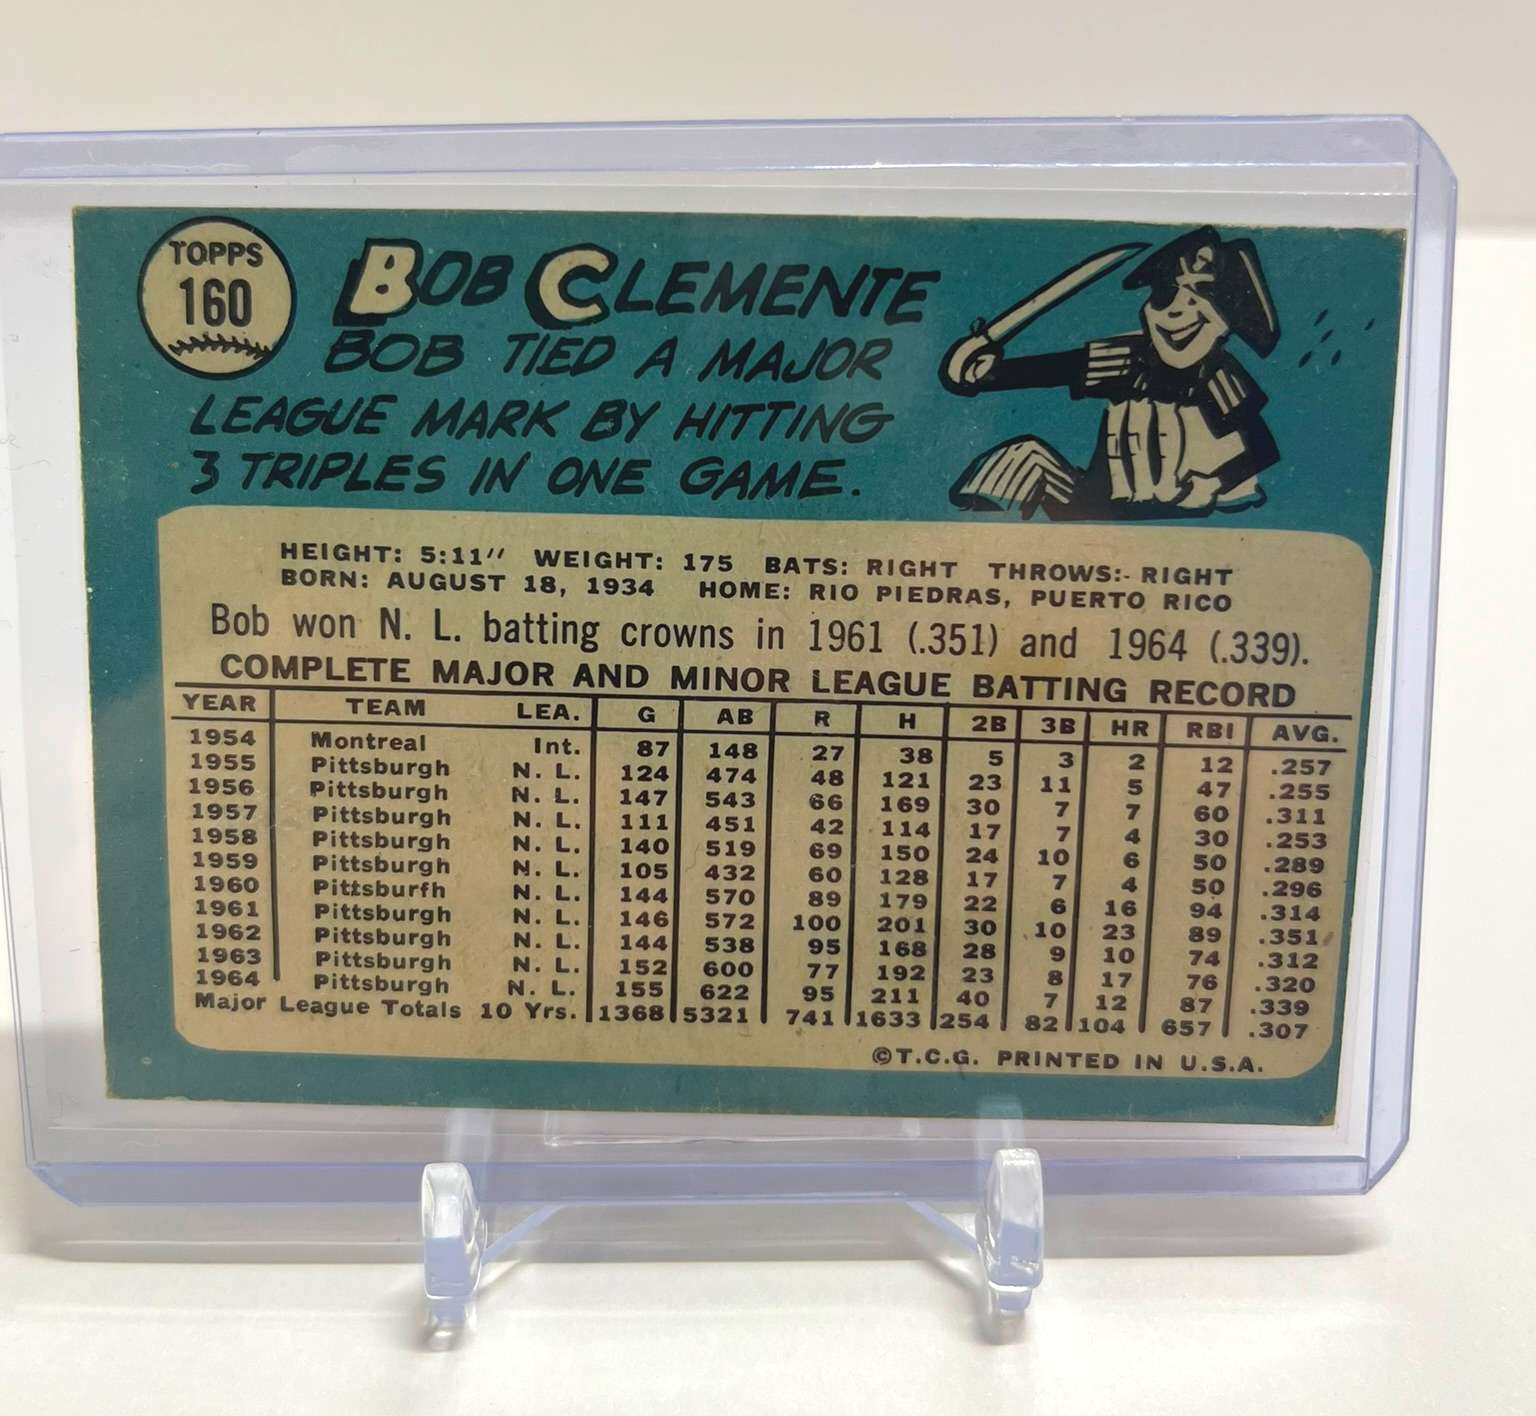 TOPPS
160
BOB CLEMENTE
BOB TIED A MAJOR
LEAGUE MARK BY HITTING
3 TRIPLES IN ONE GAME.
HEIGHT: 5:11″ WEIGHT: 175 BATS: RIGHT THROWS:- RIGHT
BORN: AUGUST 18, 1934 HOME: RIO PIEDRAS, PUERTO RICO
Bob won N. L. batting crowns in 1961 (.351) and 1964 (.339).
COMPLETE MAJOR AND MINOR LEAGUE BATTING RECORD
YEAR TEAM LEA. G AB R H 2B 3B HR RBI AVG.
1954 Montreal Int. 87 148 27 38 5 3 2 12 .257
1955 Pittsburgh N. L. 124 474 48 121 23 11 5 47 .255
1956 Pittsburgh N. L. 147 543 66 169 30 7 7 60 .311
1957 Pittsburgh N. L. 111 451 42 114 17 7 4 30 .253
1958 Pittsburgh N. L. 140 519 69 150 24 10 6 50 .289
1959 Pittsburgh N. L. 105 432 60 128 17 7 4 50 .296
1960 Pittsburfh N. L. 144 570 89 179 22 6 16 94 .314
1961 Pittsburgh N. L. 146 572 100 201 30 10 23 89 .351
1962 Pittsburgh N. L. 144 538 95 168 28 9 10 74 .312
1963 Pittsburgh N. L. 152 600 77 192 23 8 17 76 .320
1964 Pittsburgh N. L. 155 622 95 211 40 7 12 87 .339
Major League Totals 10 Yrs. 1368 5321 741 1633 254 82 104 657 .307
©T.C.G. PRINTED IN U.S.A.